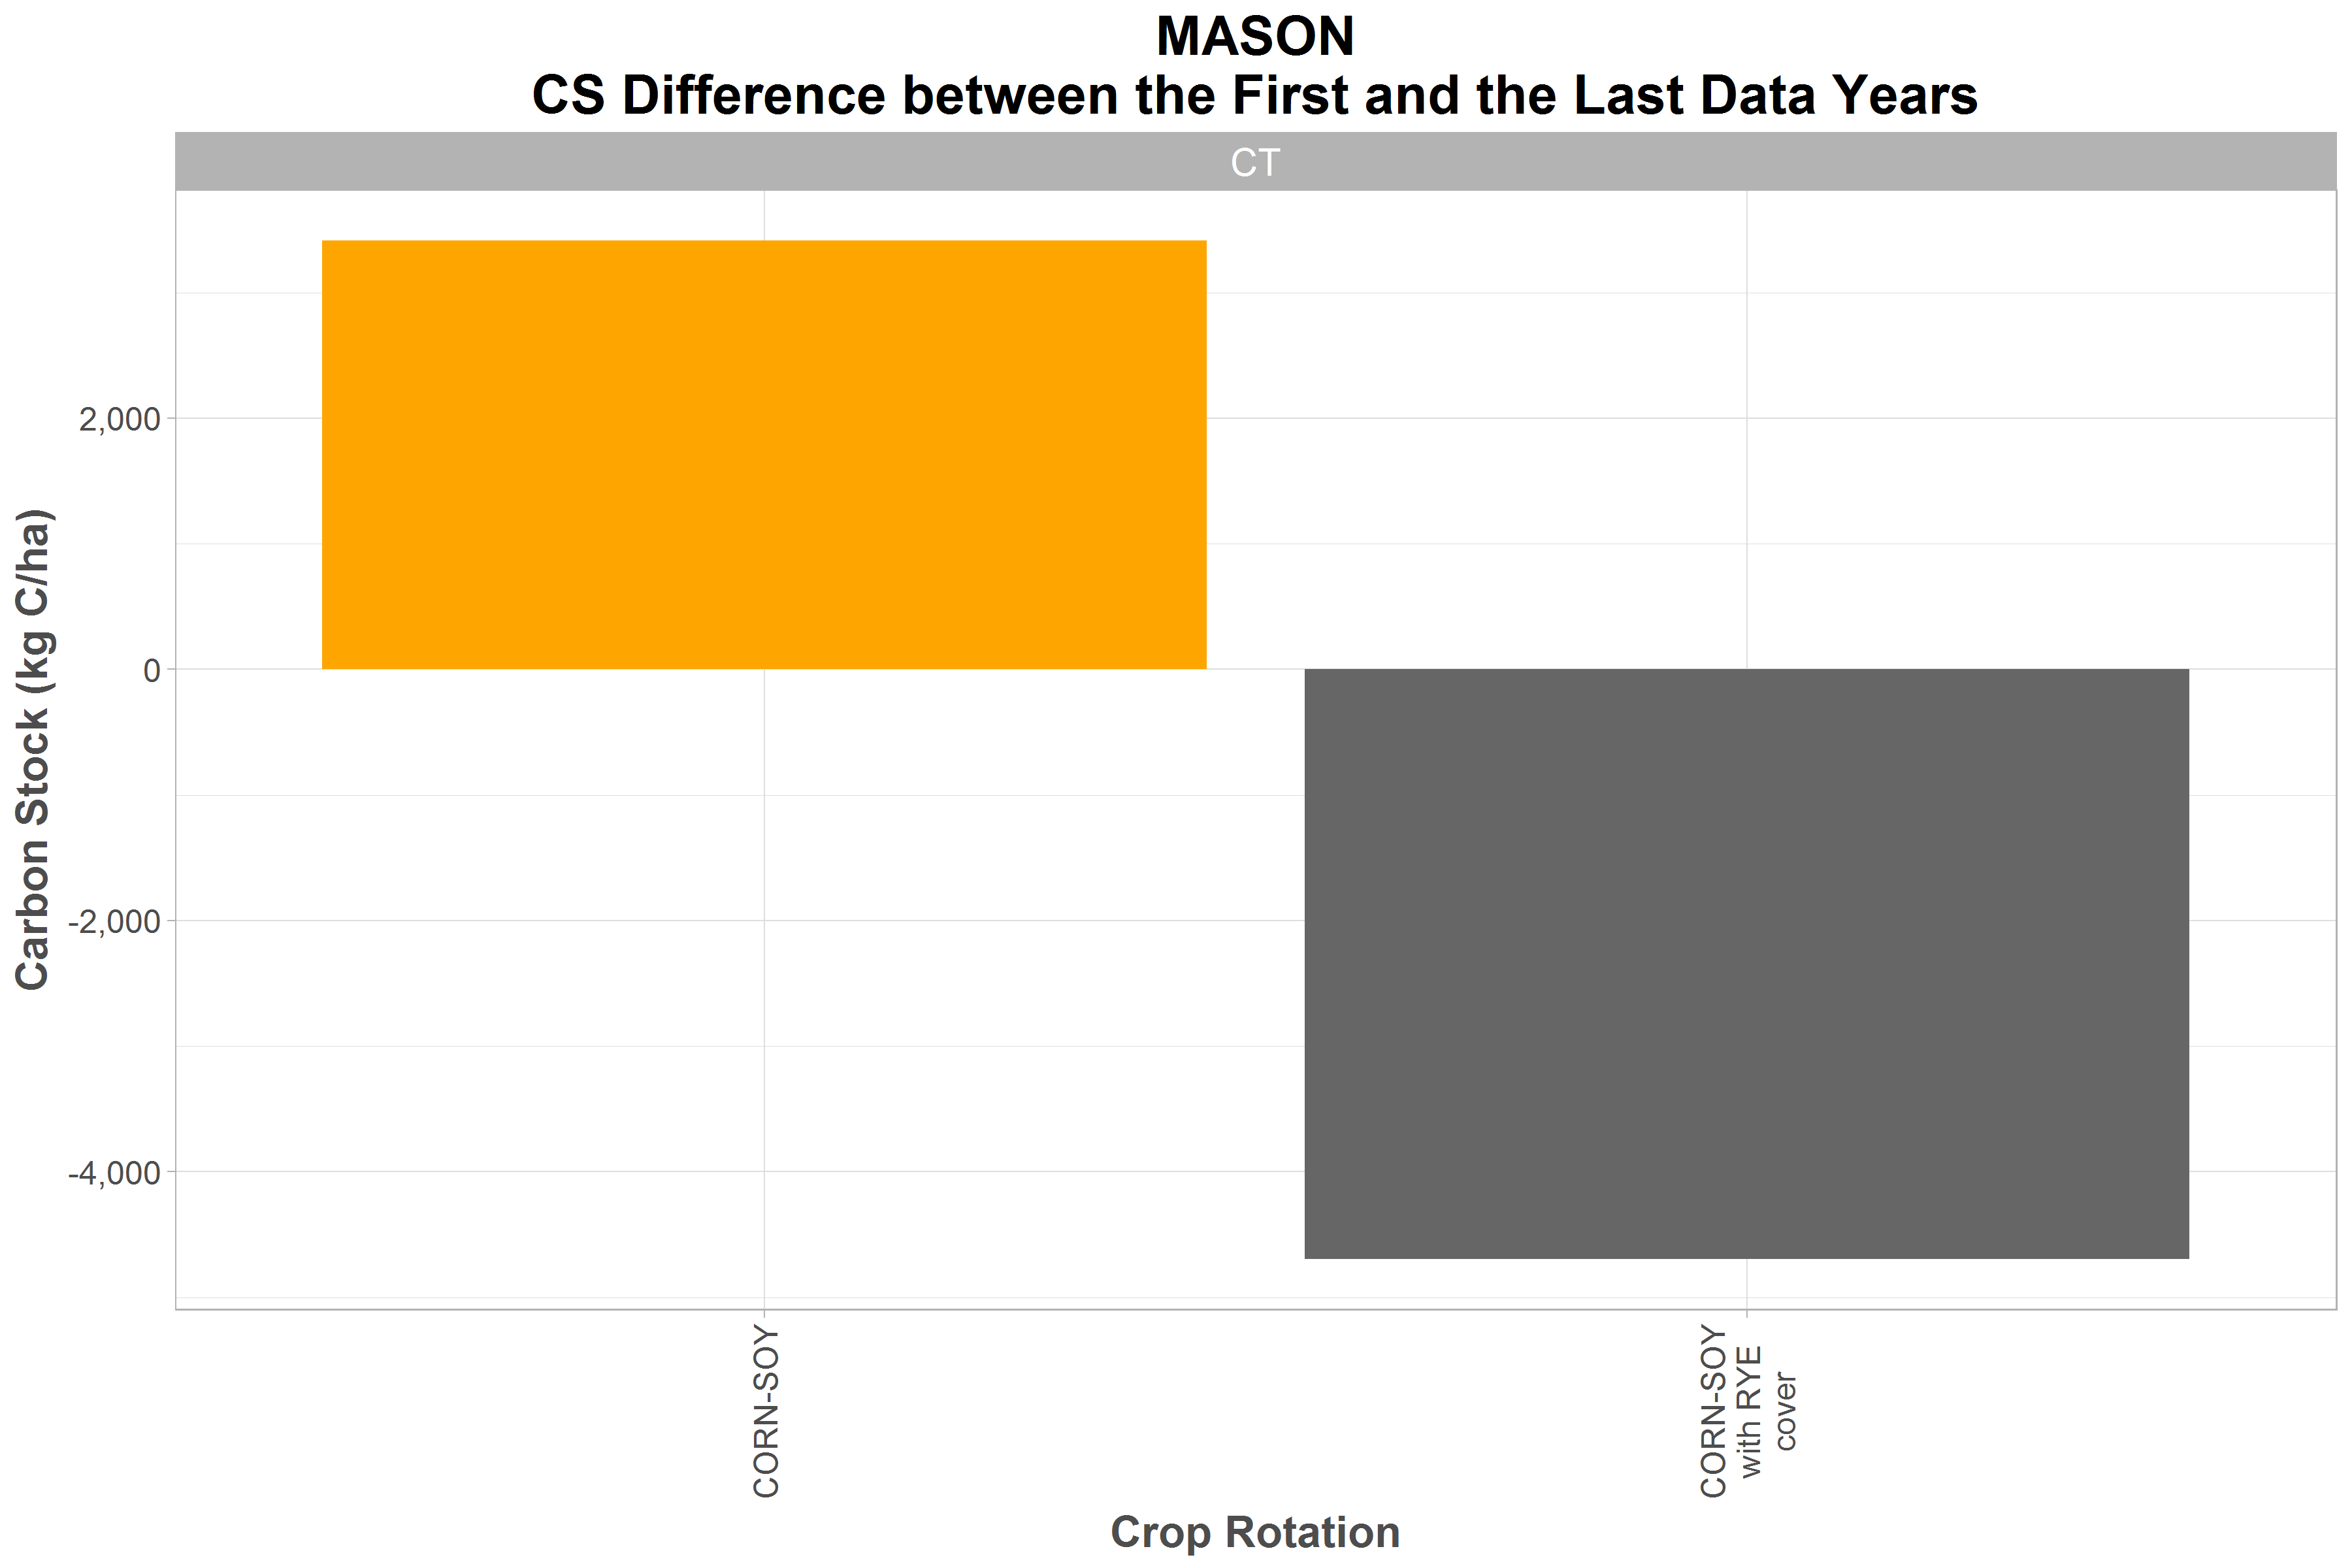 MASON
CS Difference between the First and the Last Data Years
CT
Carbon Stock (kg C/ha)
2,000
0
-2,000
-4,000
CORN-SOY
CORN-SOY
with RYE
cover
Crop Rotation